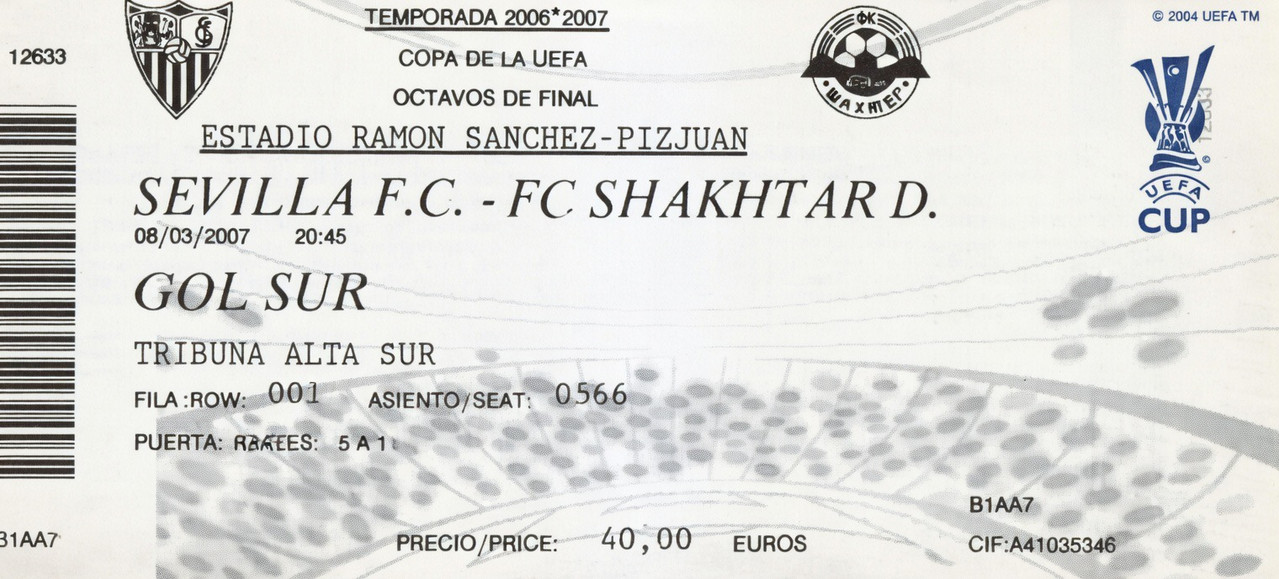 © 2004 UEFA TM
TEMPORADA 2006*2007
12633
COPA DE LA UEFA
OCTAVOS DE FINAL
ФК
ШАХТЕР
12633
ESTADIO RAMON SANCHEZ-PIZJUAN
UEFA
CUP
SEVILLA F.C. - FC SHAKHTAR D.
08/03/2007 20:45
GOL SUR
TRIBUNA ALTA SUR
FILA :ROW: 001 ASIENTO/SEAT: 0566
PUERTA: 5 A 1
B1AA7
31AA7
PRECIO/PRICE: 40,00 EUROS
CIF:A41035346